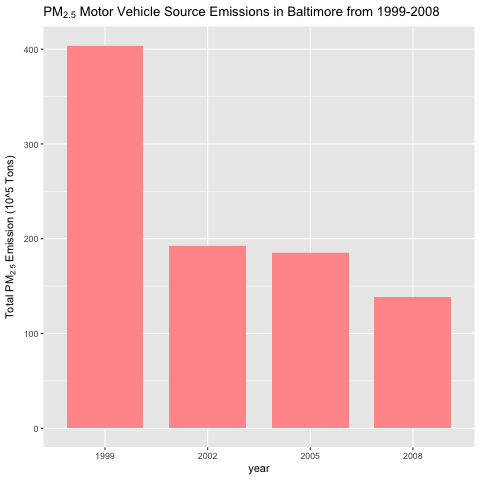 PM2.5 Motor Vehicle Source Emissions in Baltimore from 1999-2008
Total PM2.5 Emission (10^5 Tons)
400
300
200
100
0
1999 2002 2005 2008
year